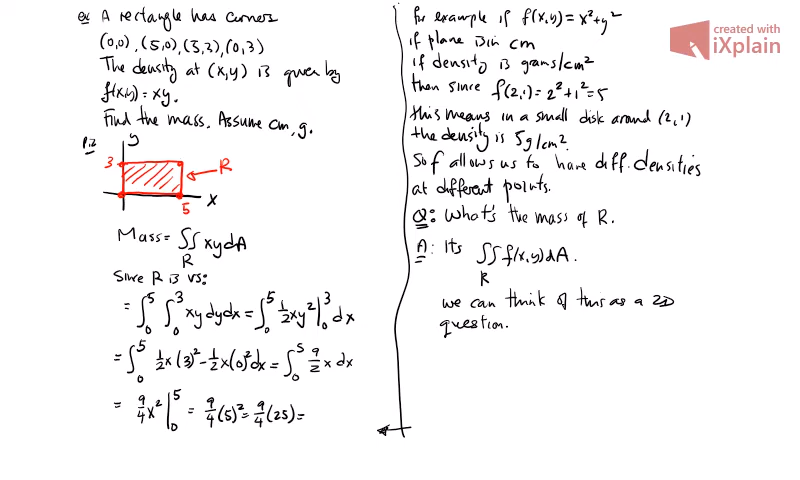 ex A rectangle has corners
(0,0), (5,0), (5,3), (0,3)
The density at (x,y) is given by
f(x,y) = xy.
Find the mass. Assume cm, g.
Pic
y
3
R
5
x
Mass = ∬ xy dA
R
Since R is vs:
= ∫₀⁵ ∫₀³ xy dy dx = ∫₀⁵ ½xy² |₀³ dx
= ∫₀⁵ ½x(3)² - ½x(0)² dx = ∫₀⁵ 9/2 x dx
= 9/4 x² |₀⁵ = 9/4 (5)² = 9/4 (25) =
for example if f(x,y) = x² + y²
if plane is in cm
if density is grams/cm²
then since f(2,1) = 2² + 1² = 5
this means in a small disk around (2,1)
the density is 5g/cm².
So f allows us to have diff. densities
at different points.
Q: What's the mass of R.
A: Its ∬ f(x,y) dA.
R
we can think of this as a 2D
question.
created with
iXplain